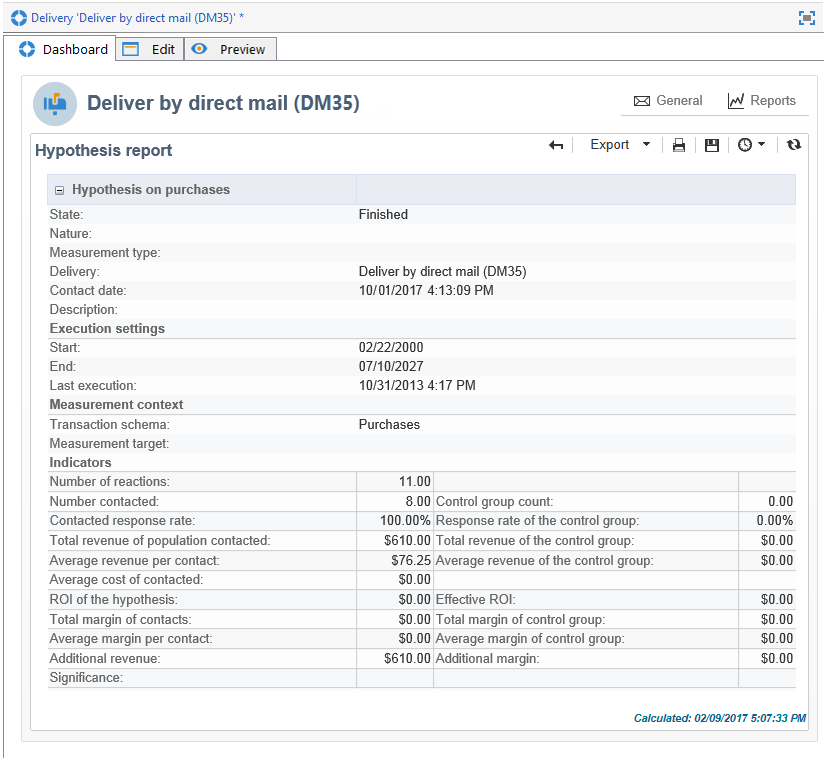 Delivery 'Deliver by direct mail (DM35)' *
Dashboard Edit Preview
Deliver by direct mail (DM35) General Reports
Hypothesis report Export
Hypothesis on purchases
State: Finished
Nature:
Measurement type:
Delivery: Deliver by direct mail (DM35)
Contact date: 10/01/2017 4:13:09 PM
Description:
Execution settings
Start: 02/22/2000
End: 07/10/2027
Last execution: 10/31/2013 4:17 PM
Measurement context
Transaction schema: Purchases
Measurement target:
Indicators
Number of reactions: 11.00
Number contacted: 8.00 Control group count: 0.00
Contacted response rate: 100.00% Response rate of the control group: 0.00%
Total revenue of population contacted: $610.00 Total revenue of the control group: $0.00
Average revenue per contact: $76.25 Average revenue of the control group: $0.00
Average cost of contacted: $0.00
ROI of the hypothesis: $0.00 Effective ROI: $0.00
Total margin of contacts: $0.00 Total margin of control group: $0.00
Average margin per contact: $0.00 Average margin of control group: $0.00
Additional revenue: $610.00 Additional margin: $0.00
Significance:
Calculated: 02/09/2017 5:07:33 PM